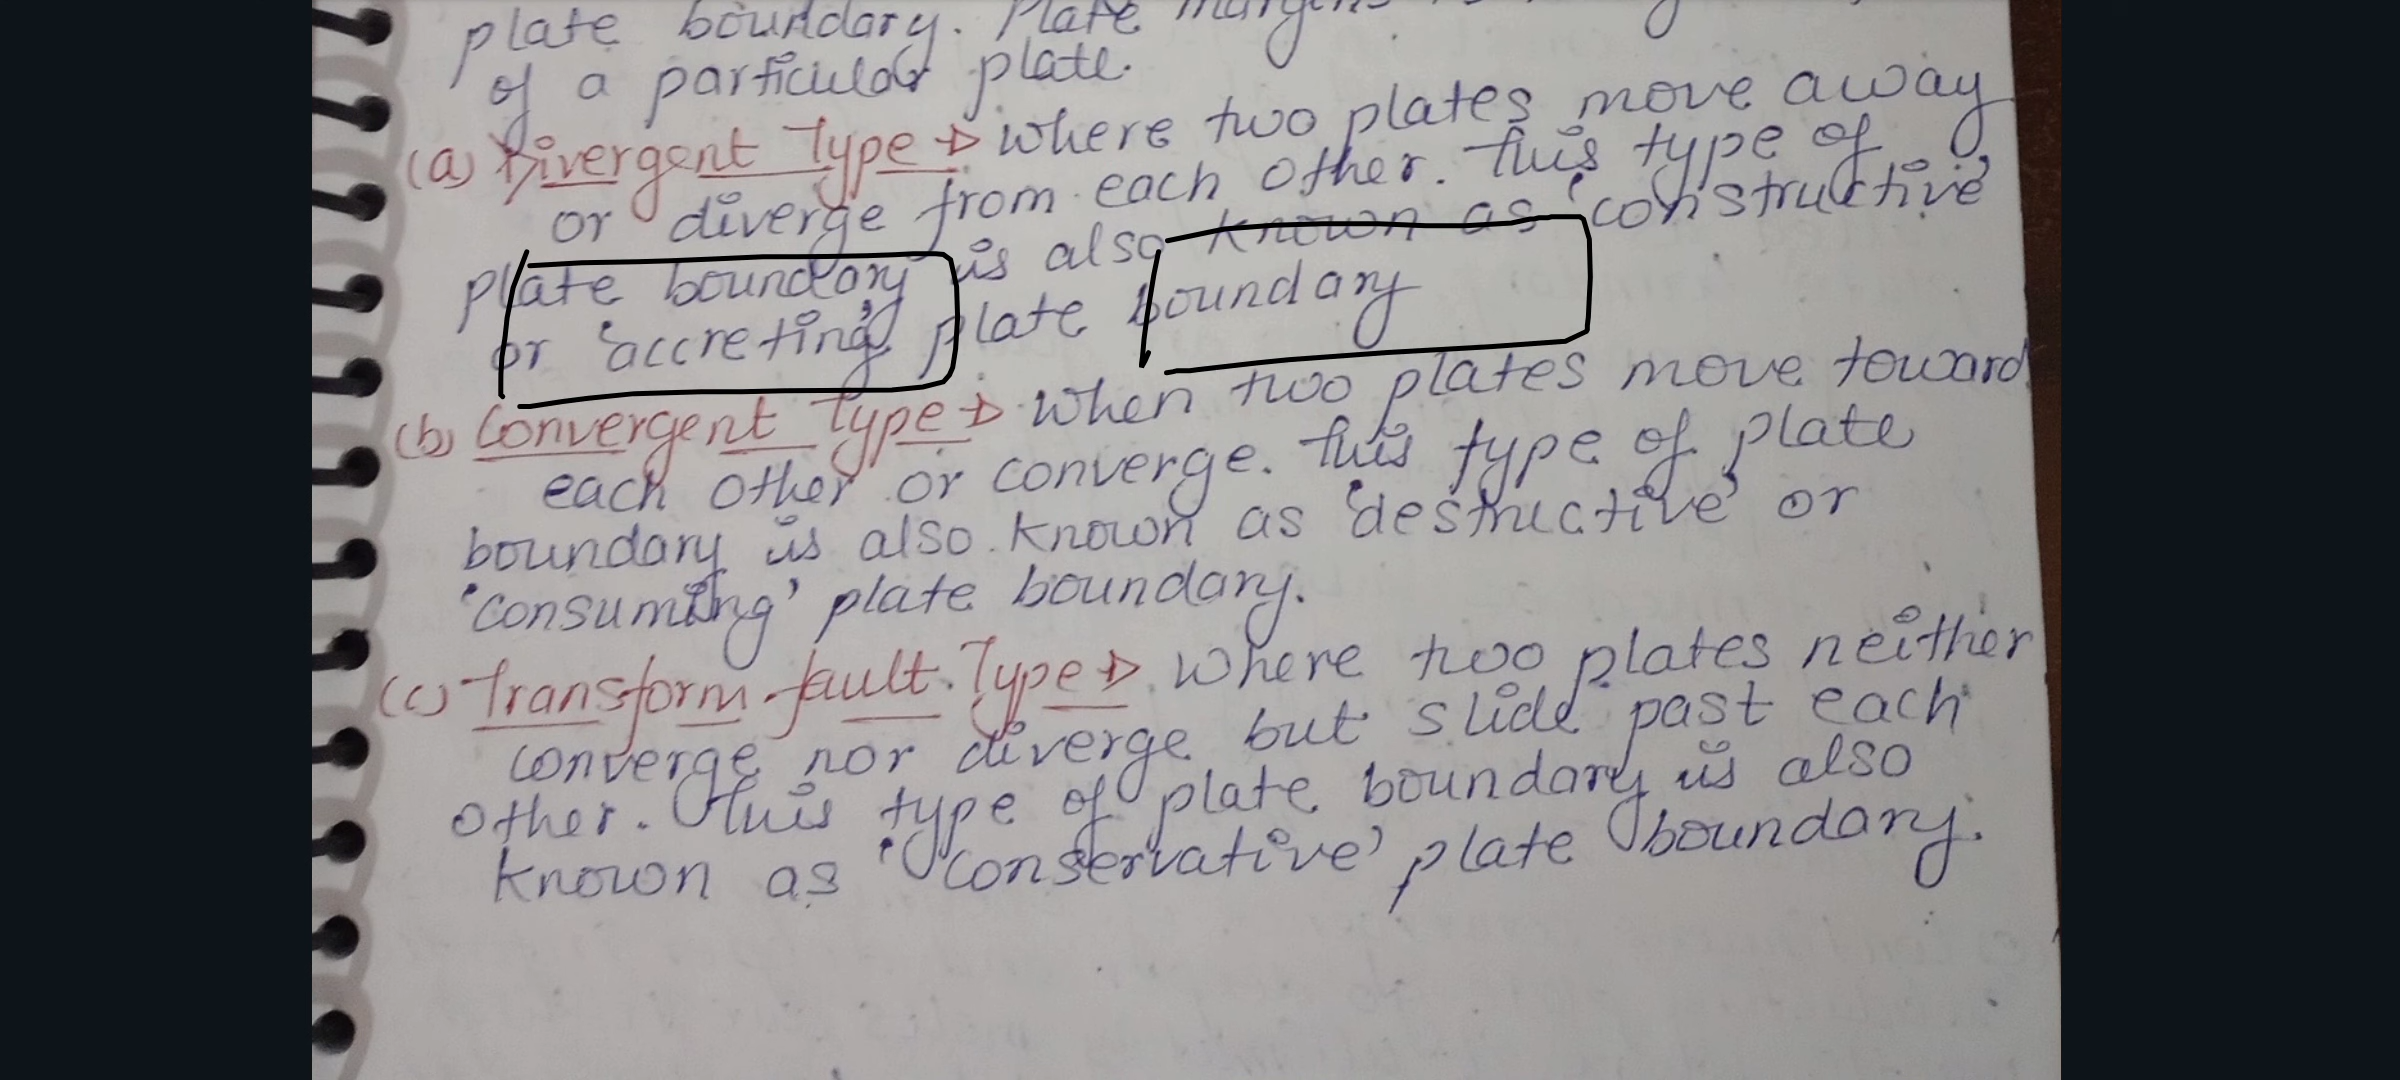 plate boundary. Plate margins
of a particular plate.
(a) Divergent Type → where two plates move away
or diverge from each other. This type of
plate boundary is also known as 'constructive'
or 'accreting' plate boundary
(b) Convergent Type → when two plates move toward
each other or converge. This type of plate
boundary is also known as 'destructive' or
'consuming' plate boundary.
(c) Transform fault Type → where two plates neither
converge nor diverge but slide past each
other. This type of plate boundary is also
known as 'conservative' plate boundary.